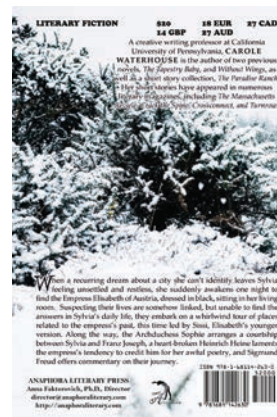 LITERARY FICTION $20 18 EUR 27 CAD
14 GBP 27 AUD
A creative writing professor at California
University of Pennsylvania, CAROLE
WATERHOUSE is the author of two previous
novels, The Tapestry Baby, and Without Wings, as
well as a short story collection, The Paradise Ranch.
Her short stories have appeared in numerous
literary magazines, including The Massachusetts
Spinner, Crosconnect, and Turnrow
When a recurring dream about a city she can't identify leaves Sylvia
feeling unsettled and restless, she suddenly awakens one night to
find the Empress Elisabeth of Austria, dressed in black, sitting in her living
room. Suspecting their lives are somehow linked, but unable to find the
answers in Sylvia's daily life, they embark on a whirlwind tour of places
related to the empress's past, this time led by Sissi, Elisabeth's younger
version. Along the way, the Archduchess Sophie arranges a courtship
between Sylvia and Franz Joseph, a heart-broken Heinrich Heine laments
the empress's tendency to credit him for her awful poetry, and Sigmund
Freud offers commentary on their journey.
ANAPHORA LITERARY PRESS
Anna Faktorovich, Ph.D., Director
director@anaphoraliterary.com
http://anaphoraliterary.com
52000